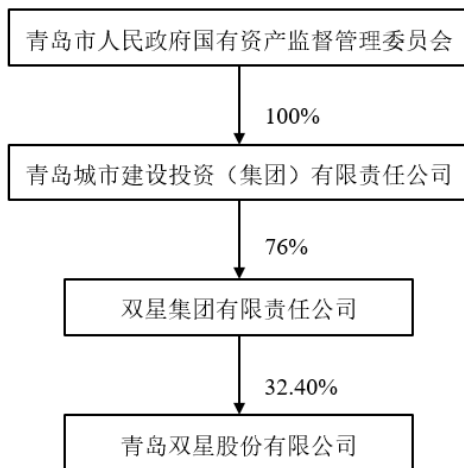 青岛市人民政府国有资产监督管理委员会
100%
青岛城市建设投资（集团）有限责任公司
76%
双星集团有限责任公司
32.40%
青岛双星股份有限公司